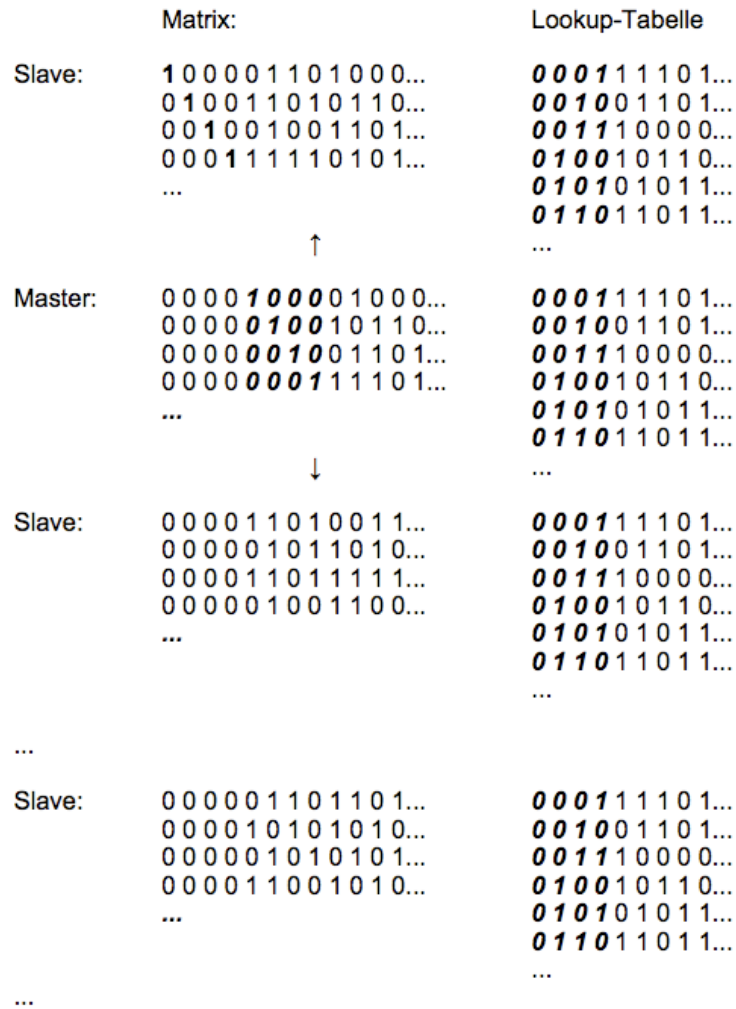 Matrix: Lookup-Tabelle
Slave: 1 0 0 0 0 1 1 0 1 0 0 0... 0 0 0 1 1 1 1 0 1...
0 1 0 0 1 1 0 1 0 1 1 0... 0 0 1 0 0 1 1 0 1...
0 0 1 0 0 1 0 0 1 1 0 1... 0 0 1 1 1 0 0 0 0...
0 0 0 1 1 1 1 1 0 1 0 1... 0 1 0 0 1 0 1 1 0...
... 0 1 0 1 0 1 0 1 1...
0 1 1 0 1 1 0 1 1...
↑ ...
Master: 0 0 0 0 1 0 0 0 0 1 0 0 0... 0 0 0 1 1 1 1 0 1...
0 0 0 0 0 1 0 0 1 0 1 1 0... 0 0 1 0 0 1 1 0 1...
0 0 0 0 0 0 1 0 0 1 1 0 1... 0 0 1 1 1 0 0 0 0...
0 0 0 0 0 0 0 1 1 1 1 0 1... 0 1 0 0 1 0 1 1 0...
... 0 1 0 1 0 1 0 1 1...
0 1 1 0 1 1 0 1 1...
↓ ...
Slave: 0 0 0 0 1 1 0 1 0 0 1 1... 0 0 0 1 1 1 1 0 1...
0 0 0 0 0 1 0 1 1 0 1 0... 0 0 1 0 0 1 1 0 1...
0 0 0 0 1 1 0 1 1 1 1 1... 0 0 1 1 1 0 0 0 0...
0 0 0 0 0 1 0 0 1 1 0 0... 0 1 0 0 1 0 1 1 0...
... 0 1 0 1 0 1 0 1 1...
0 1 1 0 1 1 0 1 1...
...
...
Slave: 0 0 0 0 0 1 1 0 1 1 0 1... 0 0 0 1 1 1 1 0 1...
0 0 0 0 1 0 1 0 1 0 1 0... 0 0 1 0 0 1 1 0 1...
0 0 0 0 0 1 0 1 0 1 0 1... 0 0 1 1 1 0 0 0 0...
0 0 0 0 1 1 0 0 1 0 1 0... 0 1 0 0 1 0 1 1 0...
... 0 1 0 1 0 1 0 1 1...
0 1 1 0 1 1 0 1 1...
...
...